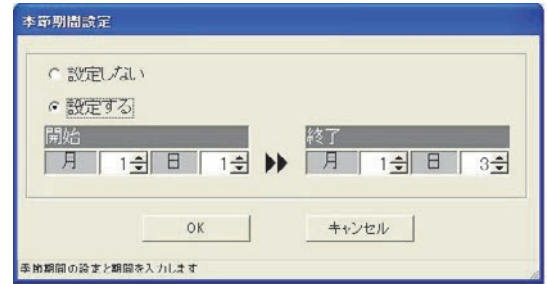 季節期間設定
設定しない
設定する
開始 終了
月 1 日 1 月 1 日 3
OK キャンセル
季節期間の設定と期間を入力します